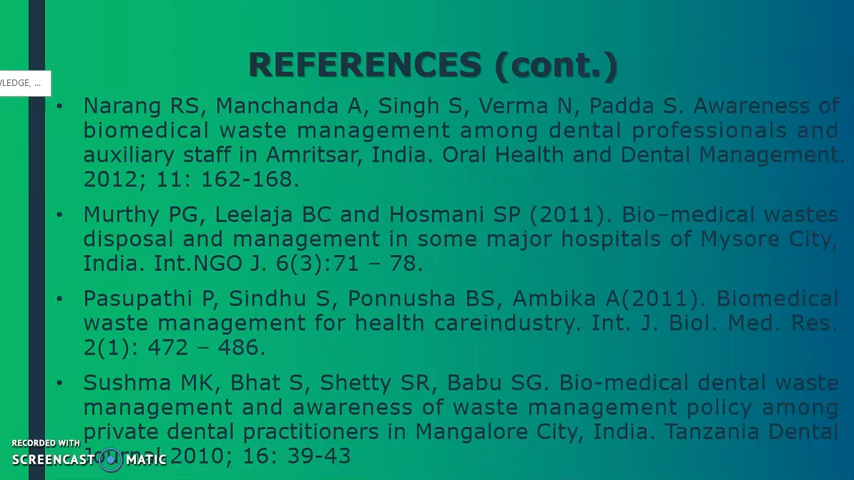 REFERENCES (cont.)
WLEDGE, ...
• Narang RS, Manchanda A, Singh S, Verma N, Padda S. Awareness of
biomedical waste management among dental professionals and
auxiliary staff in Amritsar, India. Oral Health and Dental Management.
2012; 11: 162-168.
• Murthy PG, Leelaja BC and Hosmani SP (2011). Bio–medical wastes
disposal and management in some major hospitals of Mysore City,
India. Int.NGO J. 6(3):71 – 78.
• Pasupathi P, Sindhu S, Ponnusha BS, Ambika A(2011). Biomedical
waste management for health careindustry. Int. J. Biol. Med. Res.
2(1): 472 – 486.
• Sushma MK, Bhat S, Shetty SR, Babu SG. Bio-medical dental waste
management and awareness of waste management policy among
private dental practitioners in Mangalore City, India. Tanzania Dental
Journal 2010; 16: 39-43
RECORDED WITH
SCREENCAST MATIC